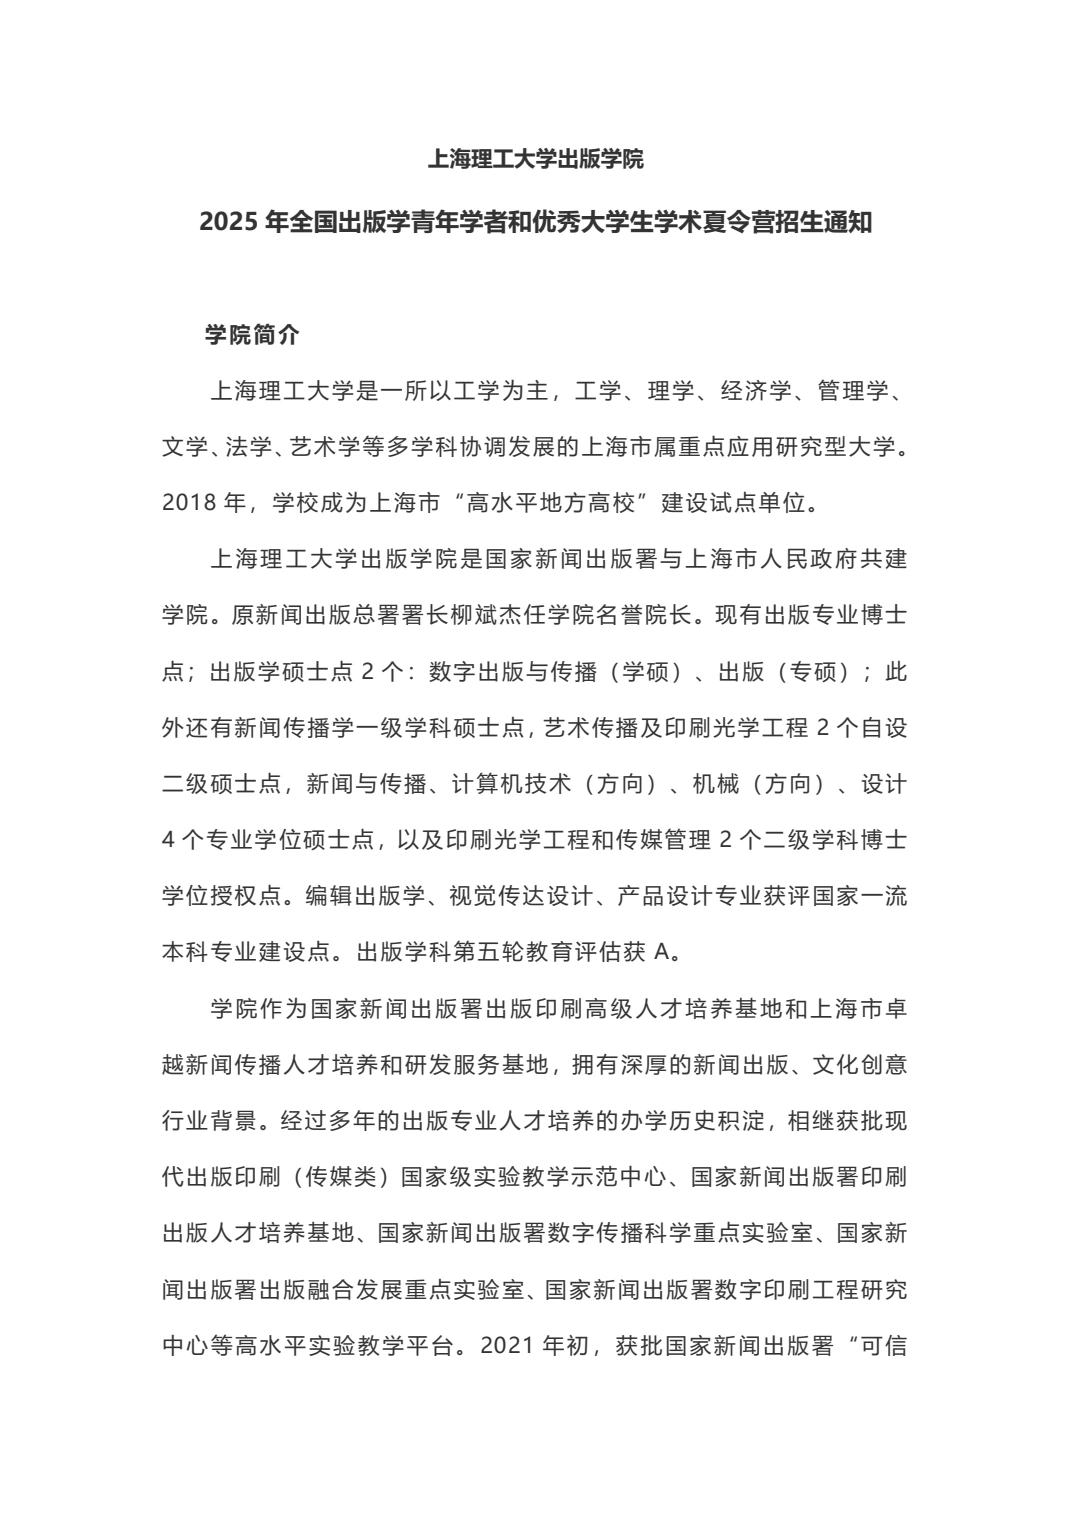 上海理工大学出版学院
2025 年全国出版学青年学者和优秀大学生学术夏令营招生通知
学院简介
上海理工大学是一所以工学为主，工学、理学、经济学、管理学、
文学、法学、艺术学等多学科协调发展的上海市属重点应用研究型大学。
2018 年，学校成为上海市“高水平地方高校”建设试点单位。
上海理工大学出版学院是国家新闻出版署与上海市人民政府共建
学院。原新闻出版总署署长柳斌杰任学院名誉院长。现有出版专业博士
点；出版学硕士点 2 个：数字出版与传播（学硕）、出版（专硕）；此
外还有新闻传播学一级学科硕士点，艺术传播及印刷光学工程 2 个自设
二级硕士点，新闻与传播、计算机技术（方向）、机械（方向）、设计
4 个专业学位硕士点，以及印刷光学工程和传媒管理 2 个二级学科博士
学位授权点。编辑出版学、视觉传达设计、产品设计专业获评国家一流
本科专业建设点。出版学科第五轮教育评估获 A。
学院作为国家新闻出版署出版印刷高级人才培养基地和上海市卓
越新闻传播人才培养和研发服务基地，拥有深厚的新闻出版、文化创意
行业背景。经过多年的出版专业人才培养的办学历史积淀，相继获批现
代出版印刷（传媒类）国家级实验教学示范中心、国家新闻出版署印刷
出版人才培养基地、国家新闻出版署数字传播科学重点实验室、国家新
闻出版署出版融合发展重点实验室、国家新闻出版署数字印刷工程研究
中心等高水平实验教学平台。2021 年初，获批国家新闻出版署“可信